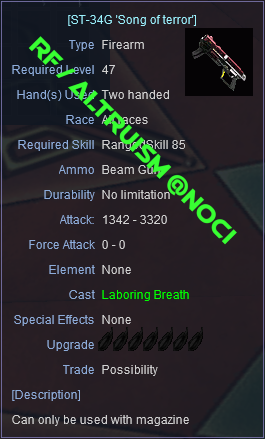 [ST-34G 'Song of terror']
Type Firearm
Required Level 47
Hand(s) Used Two handed
Race All races
Required Skill Ranged Skill 85
Ammo Beam Gun
Durability No limitation
Attack: 1342 - 3320
Force Attack 0 - 0
Element None
Cast Laboring Breath
Special Effects None
Upgrade
Trade Possibility
[Description]
Can only be used with magazine
RF / ALTRUISM @NOCI